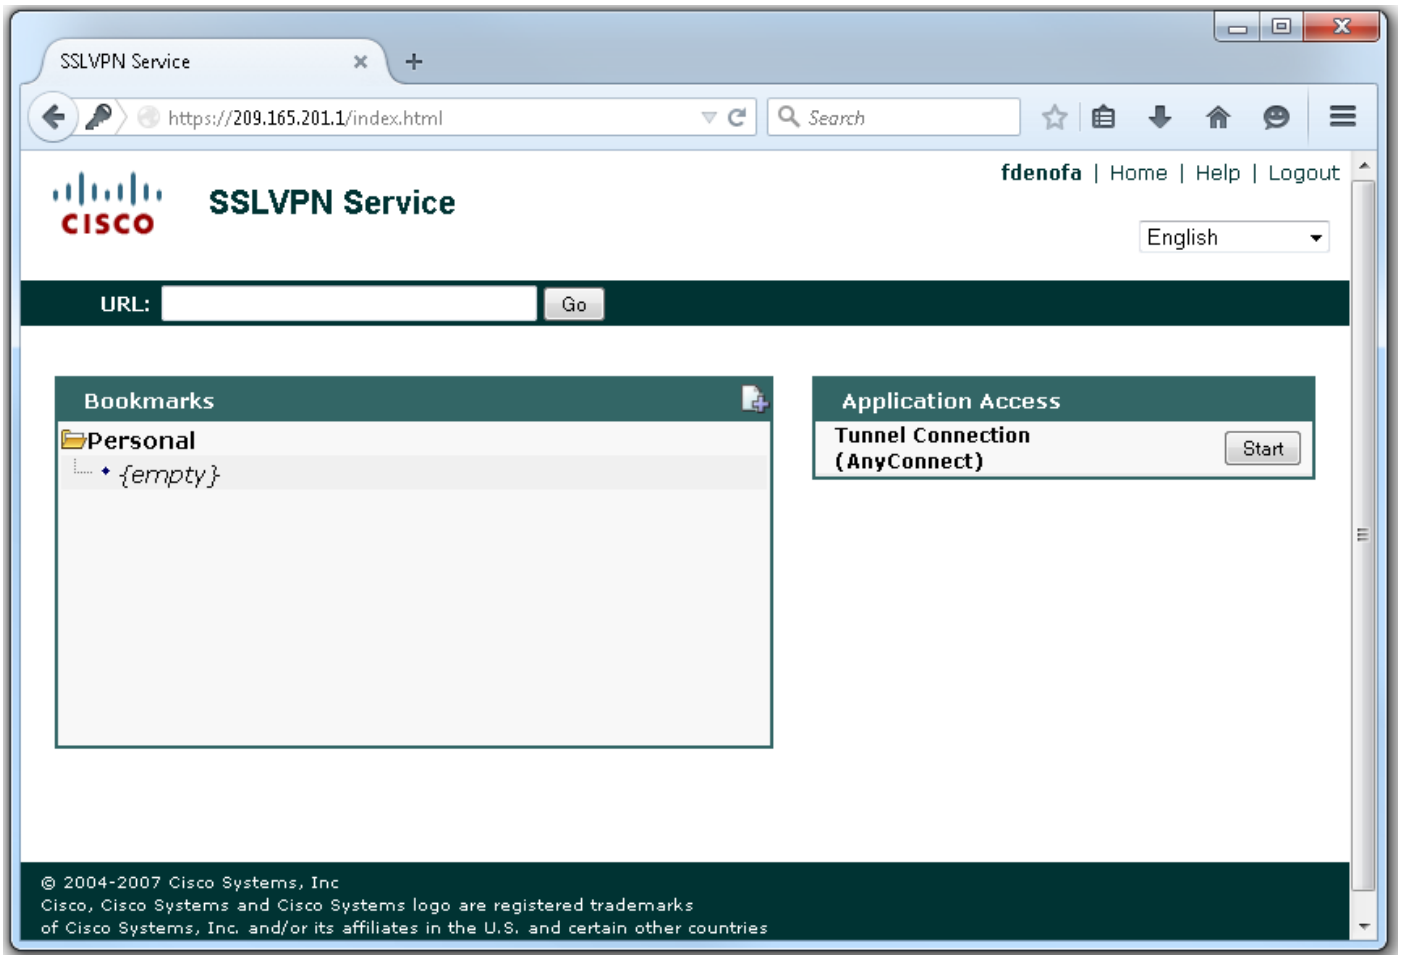 SSLVPN Service
https://209.165.201.1/index.html
Search
fdenofa | Home | Help | Logout
CISCO
SSLVPN Service
English
URL:
Go
Bookmarks
Personal
{empty}
Application Access
Tunnel Connection
(AnyConnect)
Start
© 2004-2007 Cisco Systems, Inc
Cisco, Cisco Systems and Cisco Systems logo are registered trademarks
of Cisco Systems, Inc. and/or its affiliates in the U.S. and certain other countries